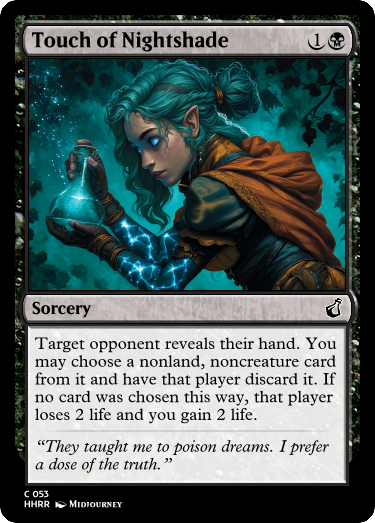 Touch of Nightshade 1
Sorcery
Target opponent reveals their hand. You
may choose a nonland, noncreature card
from it and have that player discard it. If
no card was chosen this way, that player
loses 2 life and you gain 2 life.
“They taught me to poison dreams. I prefer
a dose of the truth.”
C 053
HHRR MIDJOURNEY